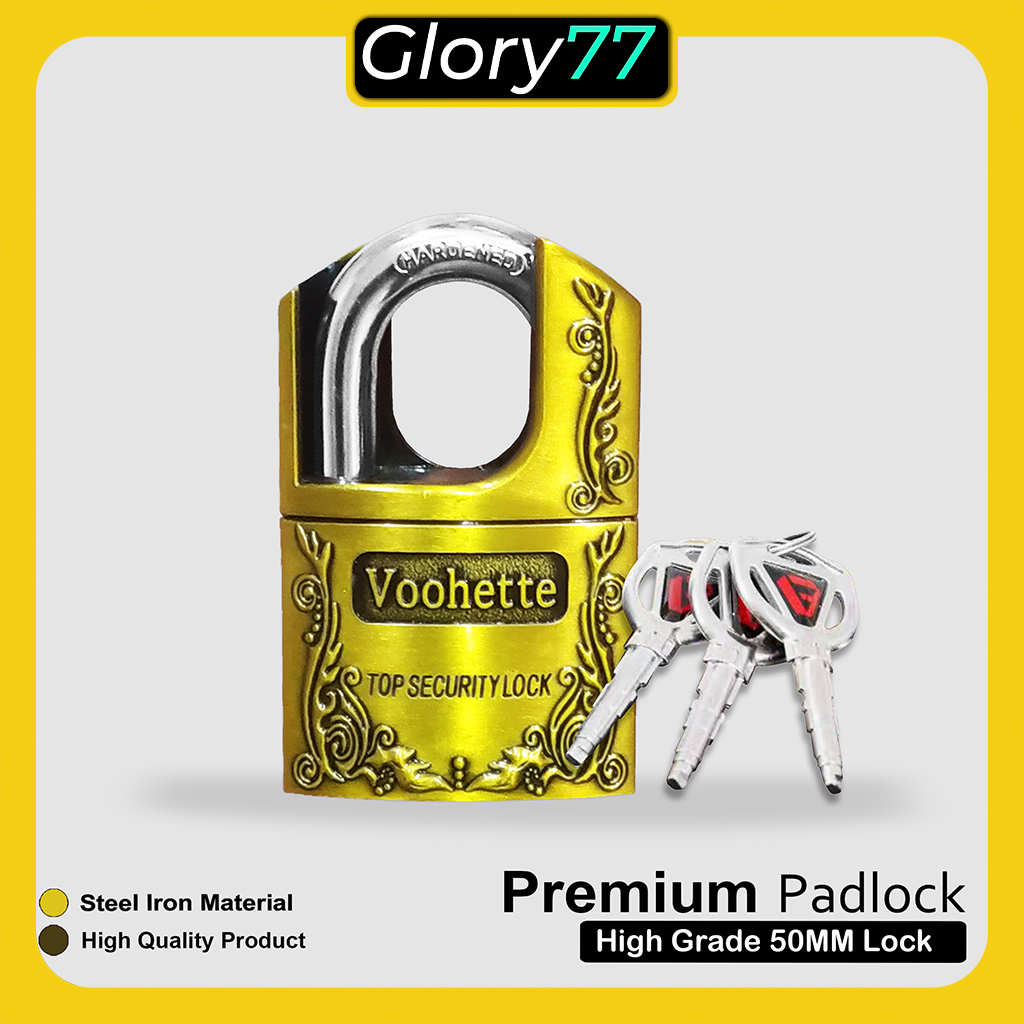 Glory77
HARDENED
Voohette
TOP SECURITY LOCK
Steel Iron Material
High Quality Product
Premium Padlock
High Grade 50MM Lock